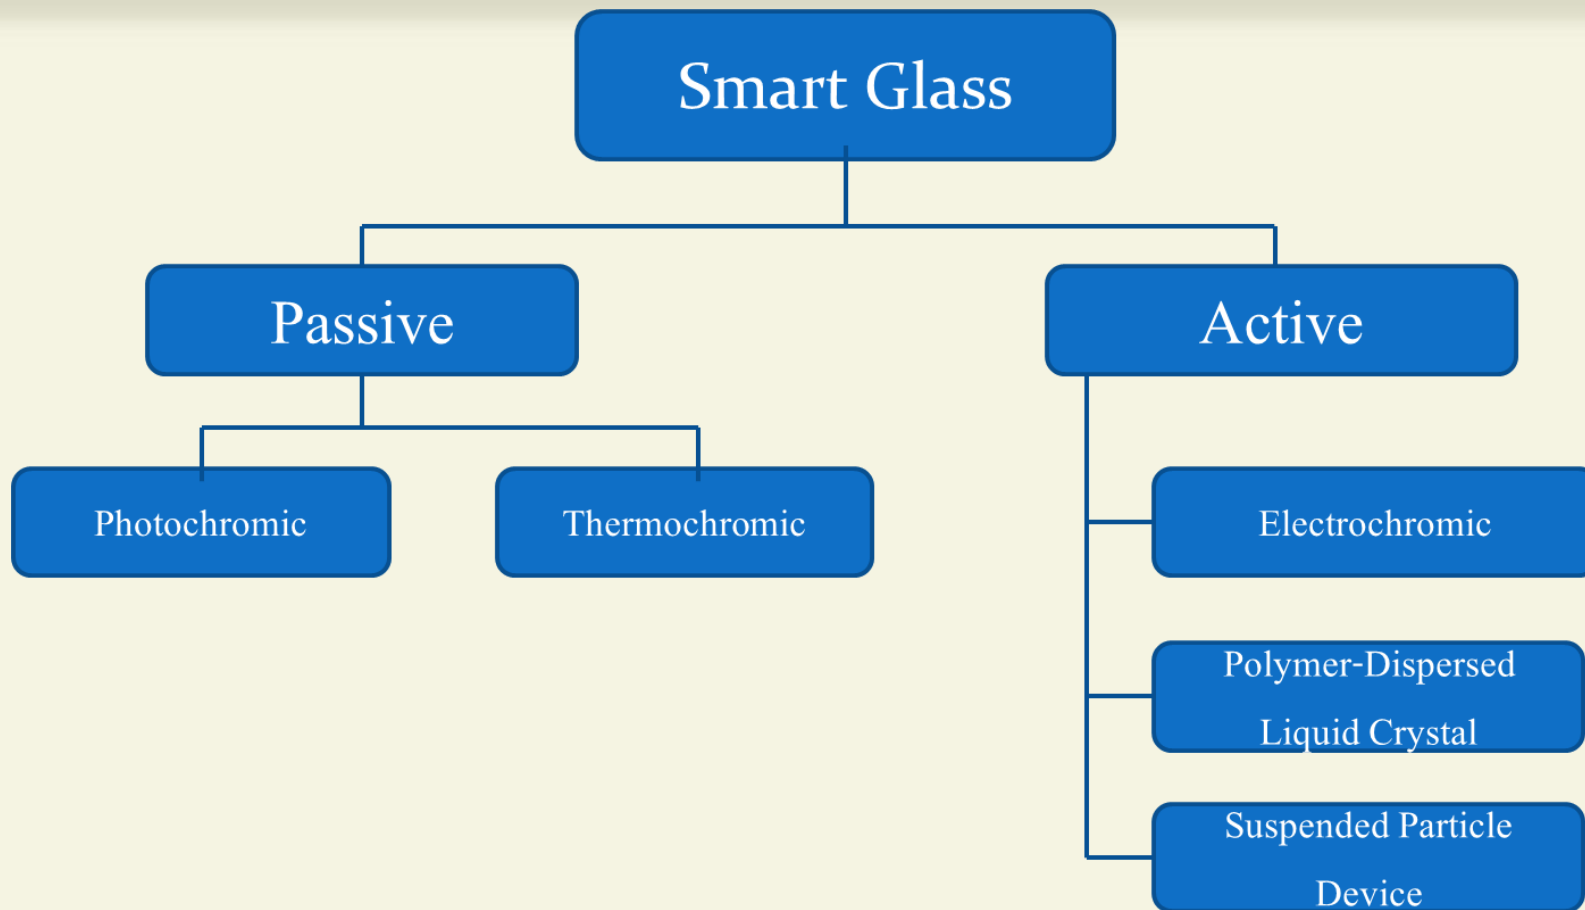 Smart Glass
Passive
Active
Photochromic
Thermochromic
Electrochromic
Polymer-Dispersed
Liquid Crystal
Suspended Particle
Device